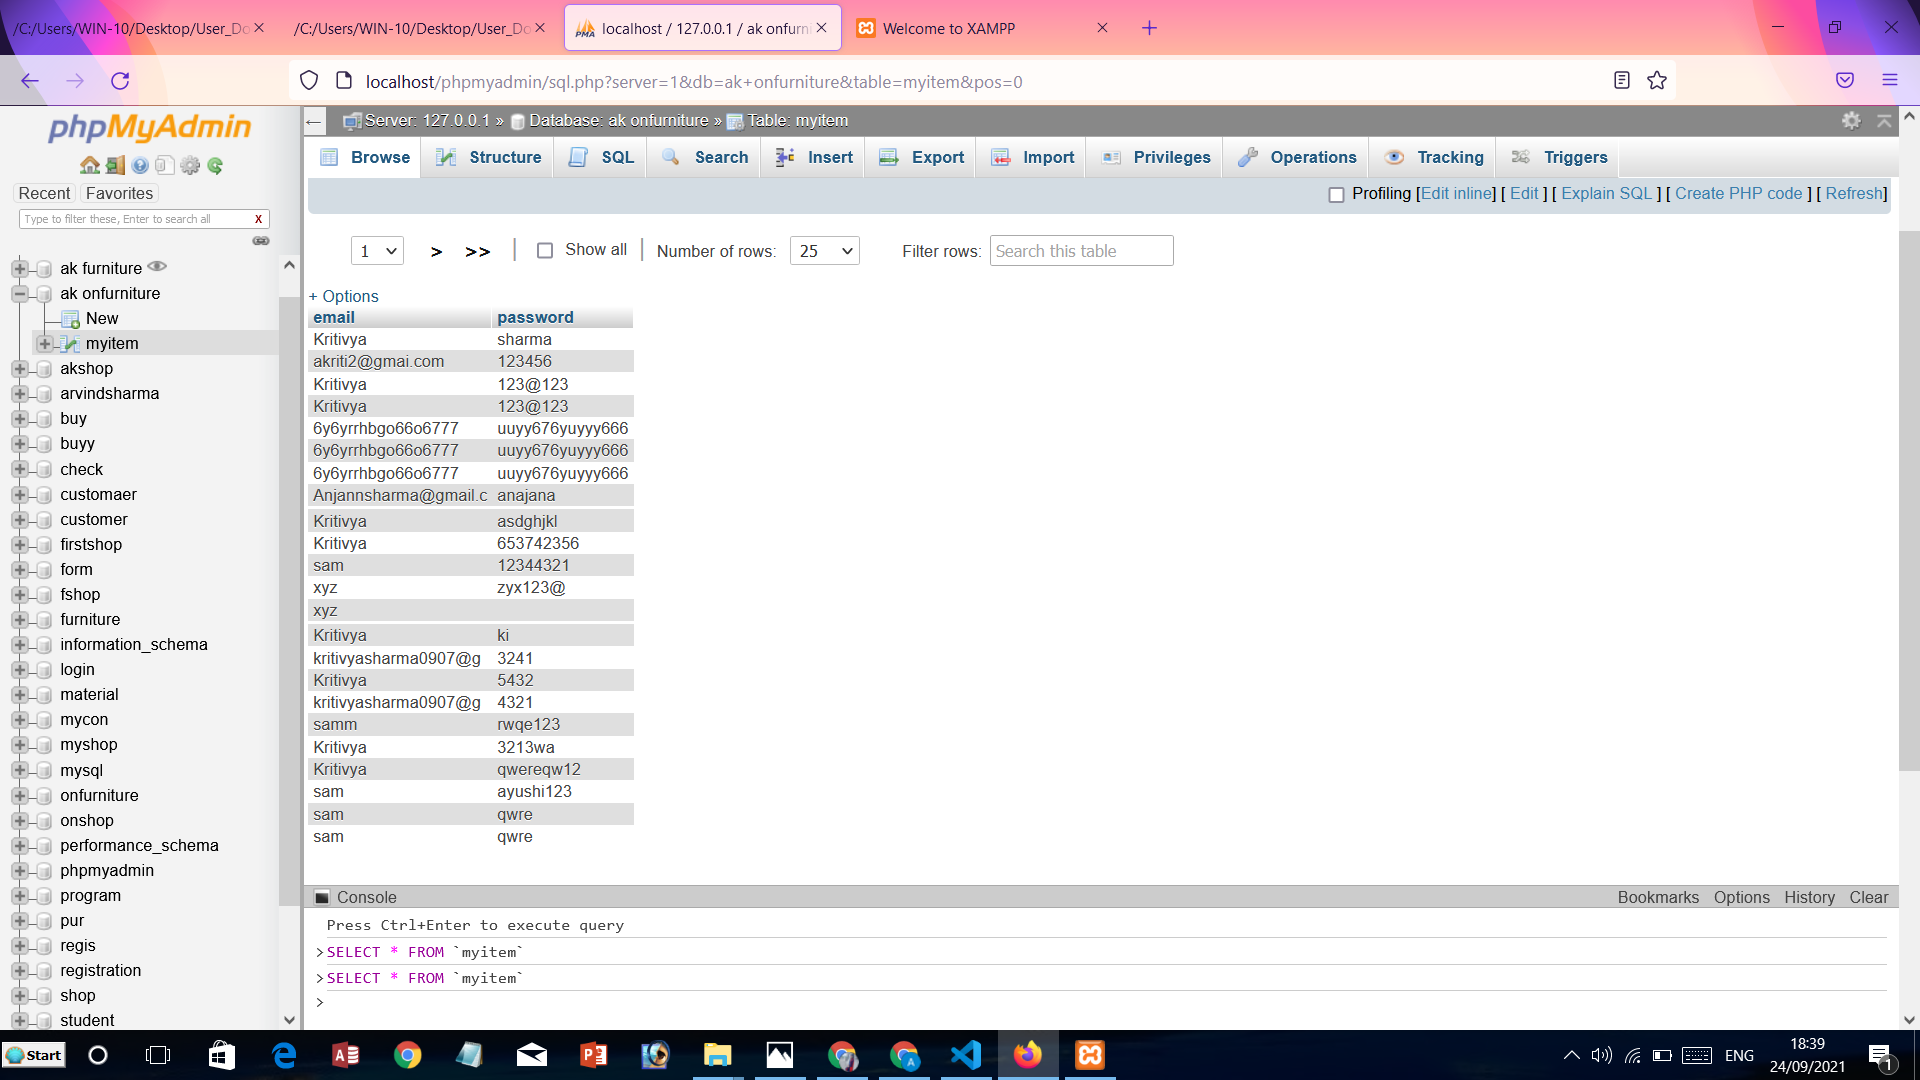 /C:/Users/WIN-10/Desktop/User_Do
/C:/Users/WIN-10/Desktop/User_Do
PMA localhost / 127.0.0.1 / ak onfurni
Welcome to XAMPP
localhost/phpmyadmin/sql.php?server=1&db=ak+onfurniture&table=myitem&pos=0
phpMyAdmin
Recent Favorites
Type to filter these, Enter to search all X
ak furniture
ak onfurniture
New
myitem
akshop
arvindsharma
buy
buyy
check
customaer
customer
firstshop
form
fshop
furniture
information_schema
login
material
mycon
myshop
mysql
onfurniture
onshop
performance_schema
phpmyadmin
program
pur
regis
registration
shop
student
Server: 127.0.0.1 » Database: ak onfurniture » Table: myitem
Browse Structure SQL Search Insert Export Import Privileges Operations Tracking Triggers
Profiling [Edit inline] [ Edit ] [ Explain SQL ] [ Create PHP code ] [ Refresh]
1 > >> | Show all | Number of rows: 25 Filter rows: Search this table
+ Options
email password
Kritivya sharma
akriti2@gmai.com 123456
Kritivya 123@123
Kritivya 123@123
6y6yrrhbgo66o6777 uuyy676yuyyy666
6y6yrrhbgo66o6777 uuyy676yuyyy666
6y6yrrhbgo66o6777 uuyy676yuyyy666
Anjannsharma@gmail.c anajana
Kritivya asdghjkl
Kritivya 653742356
sam 12344321
xyz zyx123@
xyz
Kritivya ki
kritivyasharma0907@g 3241
Kritivya 5432
kritivyasharma0907@g 4321
samm rwqe123
Kritivya 3213wa
Kritivya qwereqw12
sam ayushi123
sam qwre
sam qwre
Console Bookmarks Options History Clear
Press Ctrl+Enter to execute query
>SELECT * FROM `myitem`
>SELECT * FROM `myitem`
>
Start
ENG
18:39
24/09/2021
1